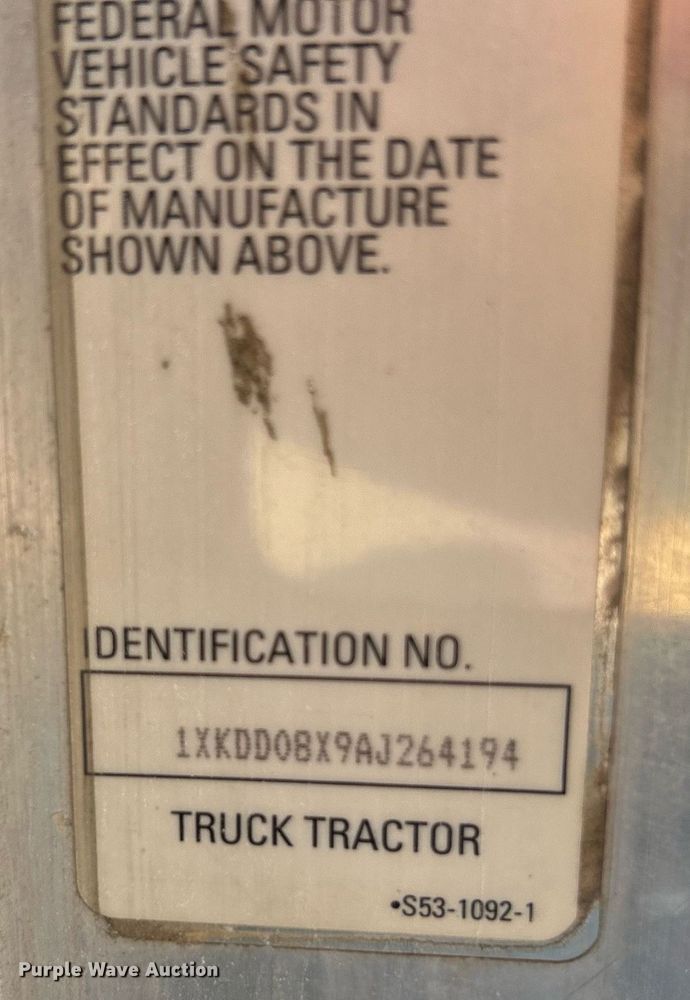 FEDERAL MOTOR
VEHICLE SAFETY
STANDARDS IN
EFFECT ON THE DATE
OF MANUFACTURE
SHOWN ABOVE.
IDENTIFICATION NO.
1XKDD08X9AJ264194
TRUCK TRACTOR
•S53-1092-1
Purple Wave Auction